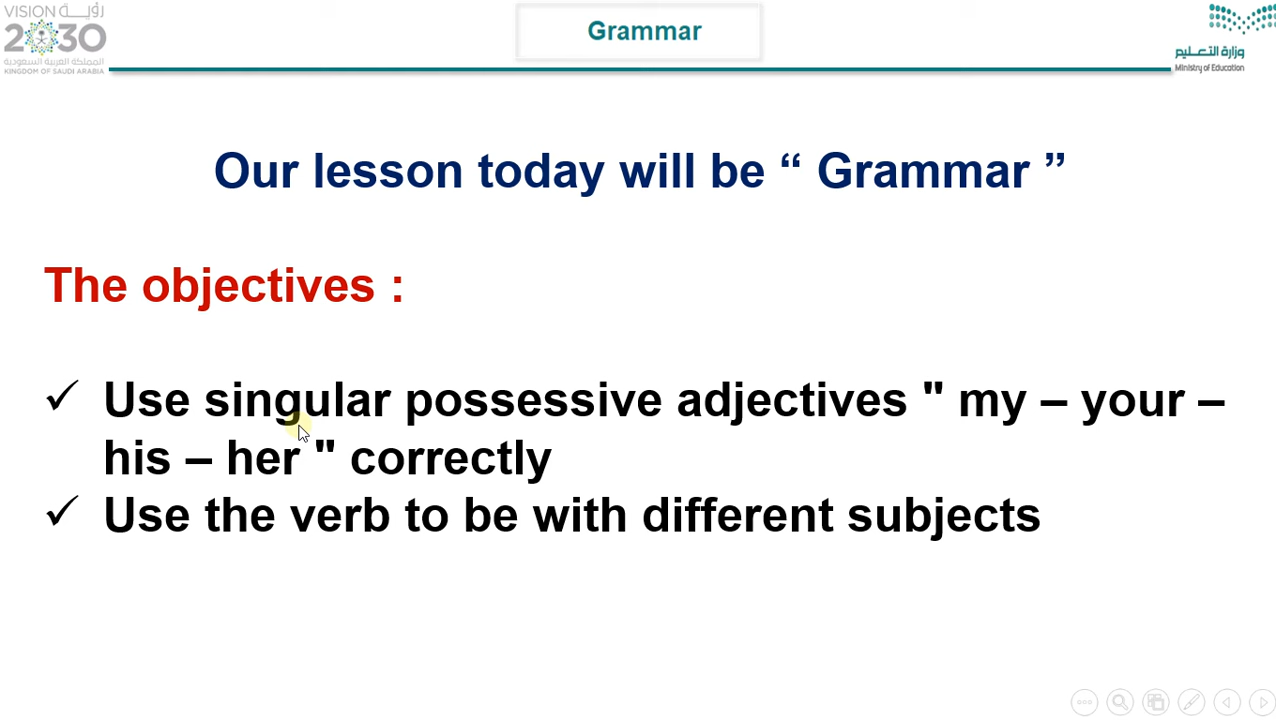 VISION رؤيــة
2030
المملكة العربية السعودية
KINGDOM OF SAUDI ARABIA
Grammar
وزارة التعـــليم
Ministry of Education
Our lesson today will be “ Grammar ”
The objectives :
✓ Use singular possessive adjectives " my – your –
his – her " correctly
✓ Use the verb to be with different subjects